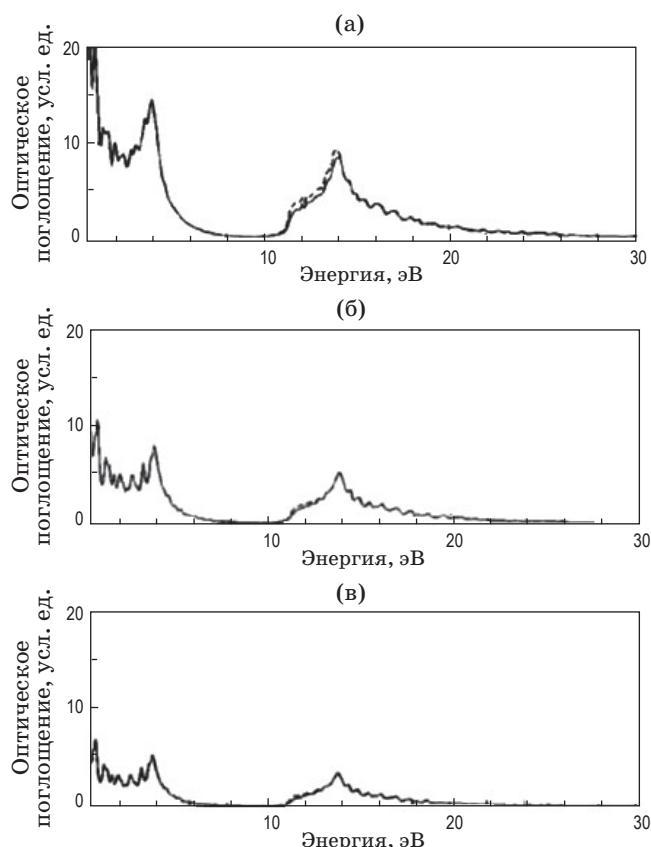 (а)
Оптическое
поглощение, усл. ед.
20
10
0
10
20
30
Энергия, эВ
(б)
Оптическое
поглощение, усл. ед.
20
10
0
10
20
30
Энергия, эВ
(в)
Оптическое
поглощение, усл. ед.
20
10
0
10
20
30
Энергия, эВ